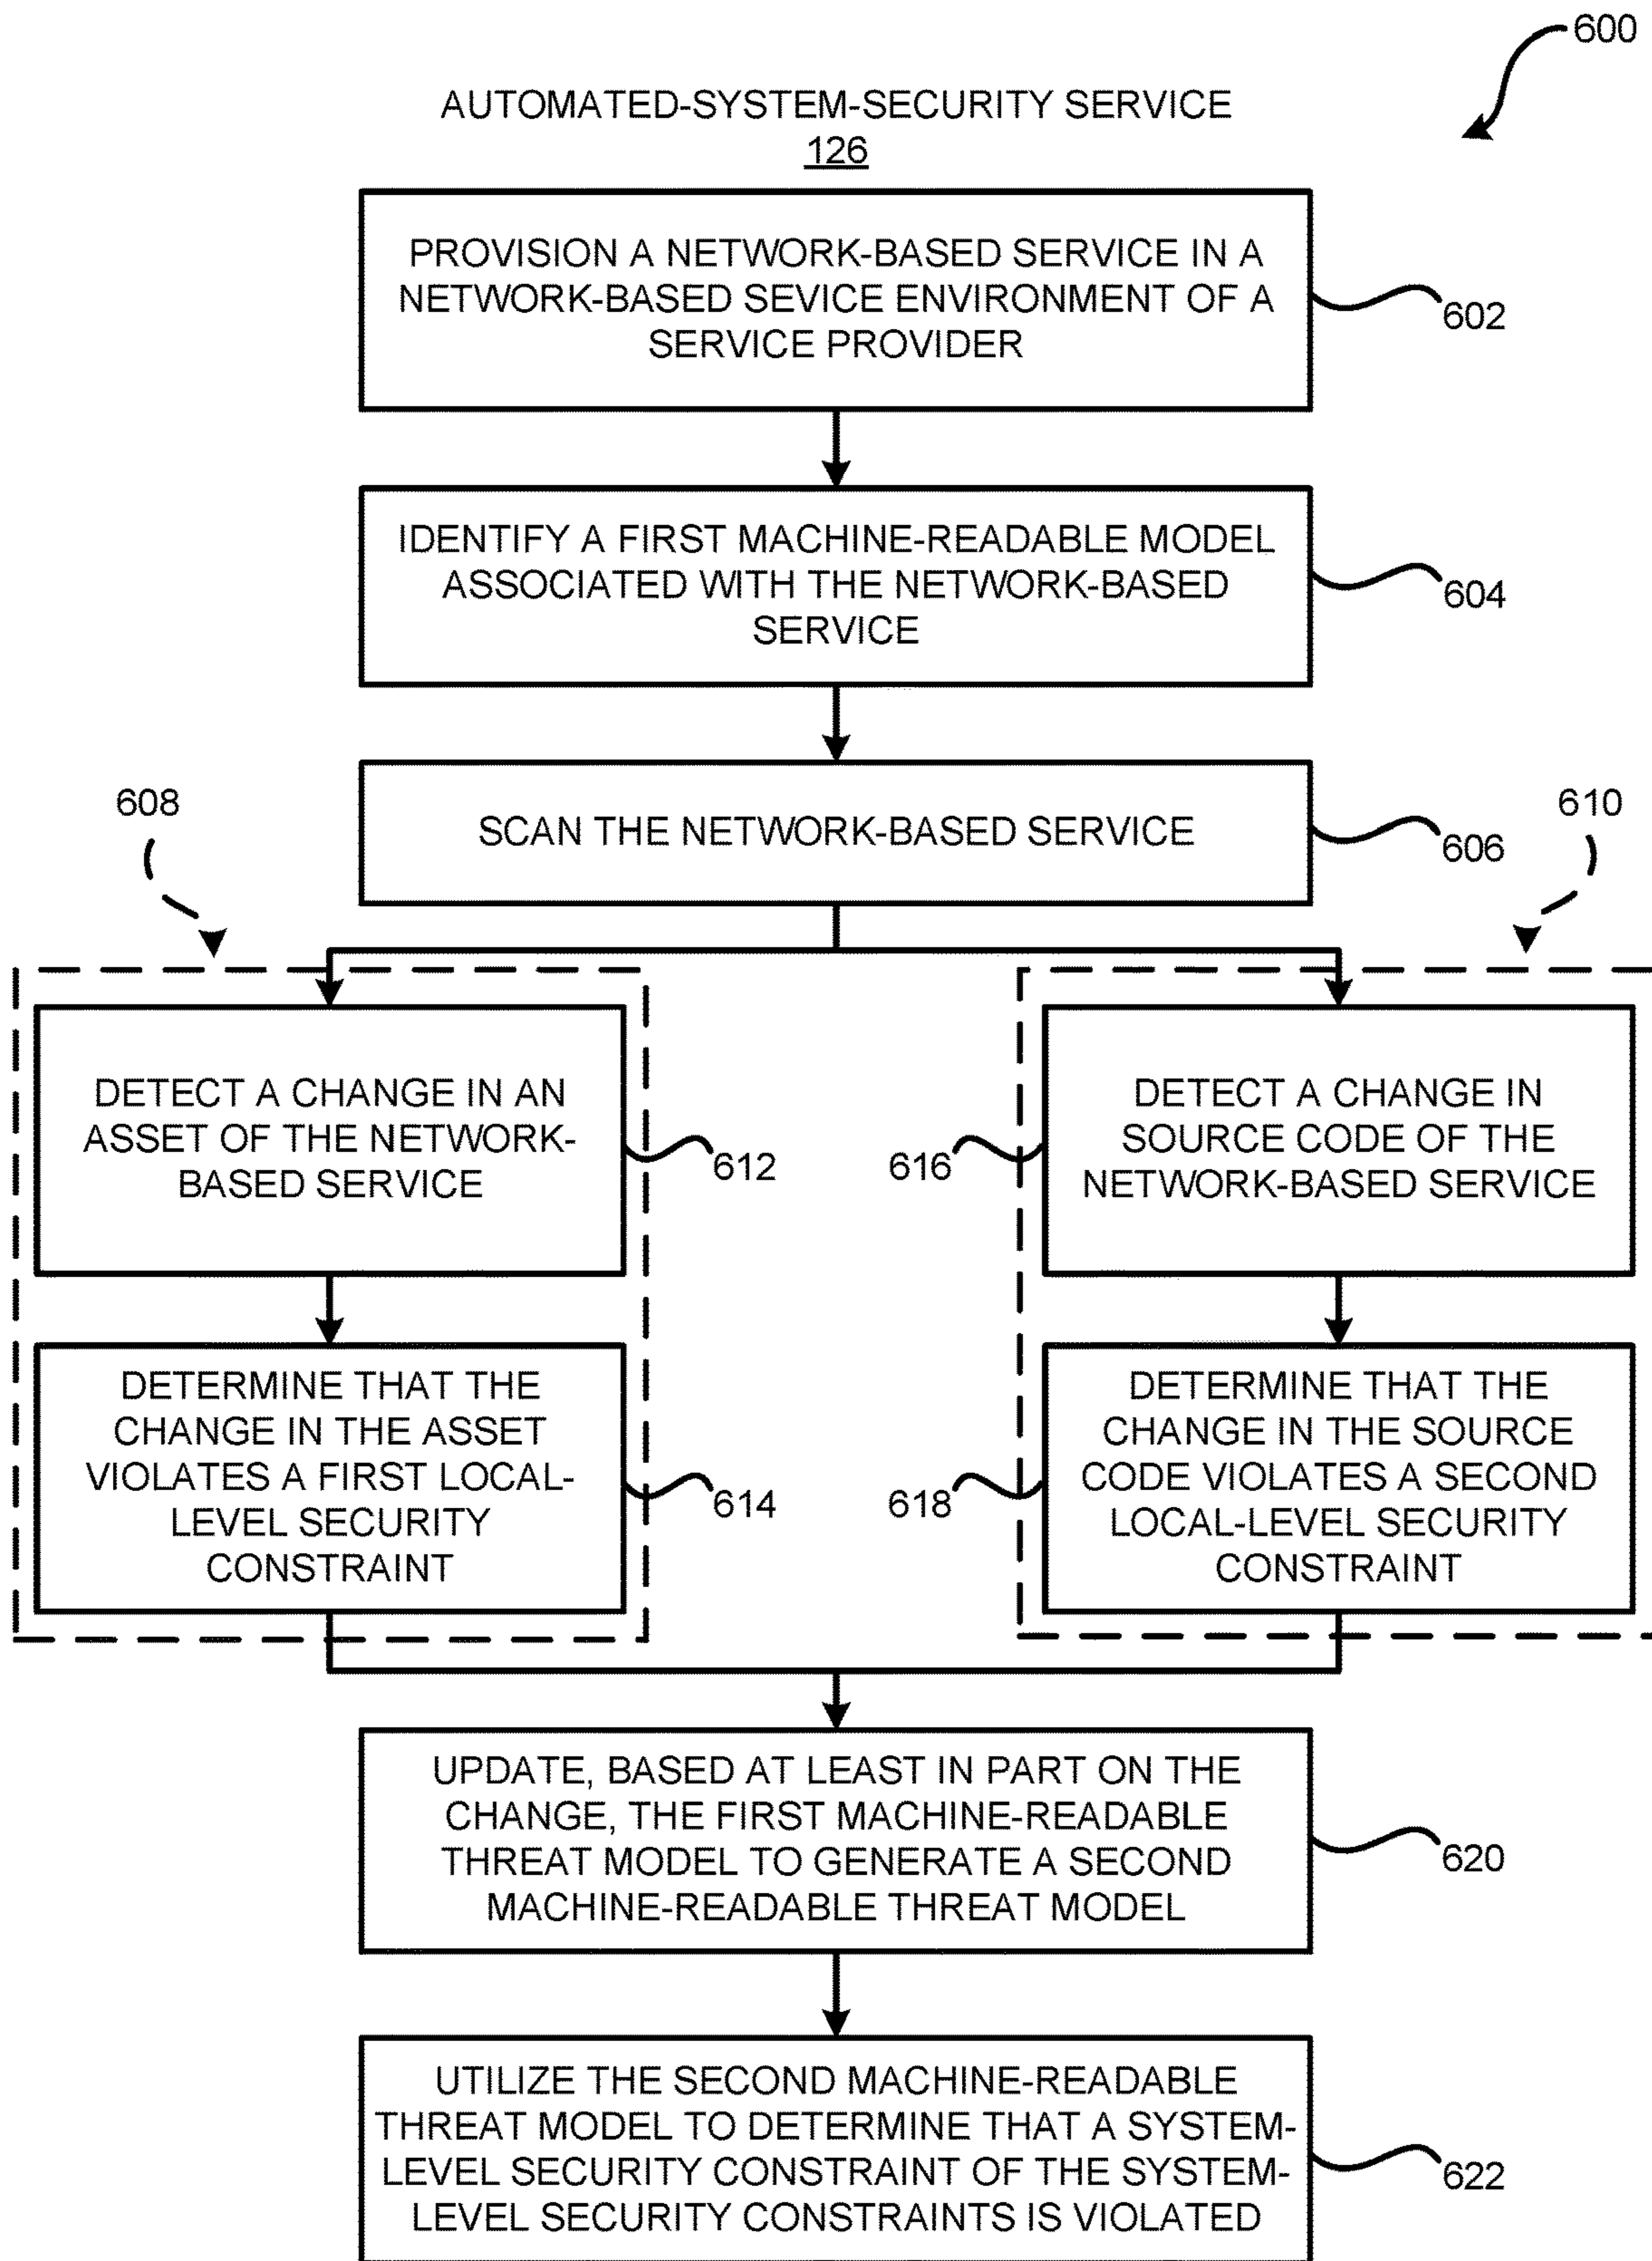 600
AUTOMATED-SYSTEM-SECURITY SERVICE
126
PROVISION A NETWORK-BASED SERVICE IN A
NETWORK-BASED SEVICE ENVIRONMENT OF A
SERVICE PROVIDER
602
IDENTIFY A FIRST MACHINE-READABLE MODEL
ASSOCIATED WITH THE NETWORK-BASED
SERVICE
604
SCAN THE NETWORK-BASED SERVICE
606
608
610
DETECT A CHANGE IN AN
ASSET OF THE NETWORK-
BASED SERVICE
612
DETERMINE THAT THE
CHANGE IN THE ASSET
VIOLATES A FIRST LOCAL-
LEVEL SECURITY
CONSTRAINT
614
DETECT A CHANGE IN
SOURCE CODE OF THE
NETWORK-BASED SERVICE
616
DETERMINE THAT THE
CHANGE IN THE SOURCE
CODE VIOLATES A SECOND
LOCAL-LEVEL SECURITY
CONSTRAINT
618
UPDATE, BASED AT LEAST IN PART ON THE
CHANGE, THE FIRST MACHINE-READABLE
THREAT MODEL TO GENERATE A SECOND
MACHINE-READABLE THREAT MODEL
620
UTILIZE THE SECOND MACHINE-READABLE
THREAT MODEL TO DETERMINE THAT A SYSTEM-
LEVEL SECURITY CONSTRAINT OF THE SYSTEM-
LEVEL SECURITY CONSTRAINTS IS VIOLATED
622